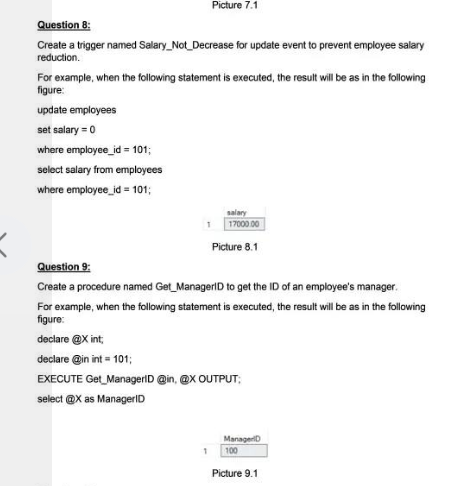 Picture 7.1
Question 8:
Create a trigger named Salary_Not_Decrease for update event to prevent employee salary
reduction.
For example, when the following statement is executed, the result will be as in the following
figure:
update employees
set salary = 0
where employee_id = 101;
select salary from employees
where employee_id = 101;
salary
1 17000.00
Picture 8.1
Question 9:
Create a procedure named Get_ManagerID to get the ID of an employee's manager.
For example, when the following statement is executed, the result will be as in the following
figure:
declare @X int;
declare @in int = 101;
EXECUTE Get_ManagerID @in, @X OUTPUT;
select @X as ManagerID
ManagerID
1 100
Picture 9.1